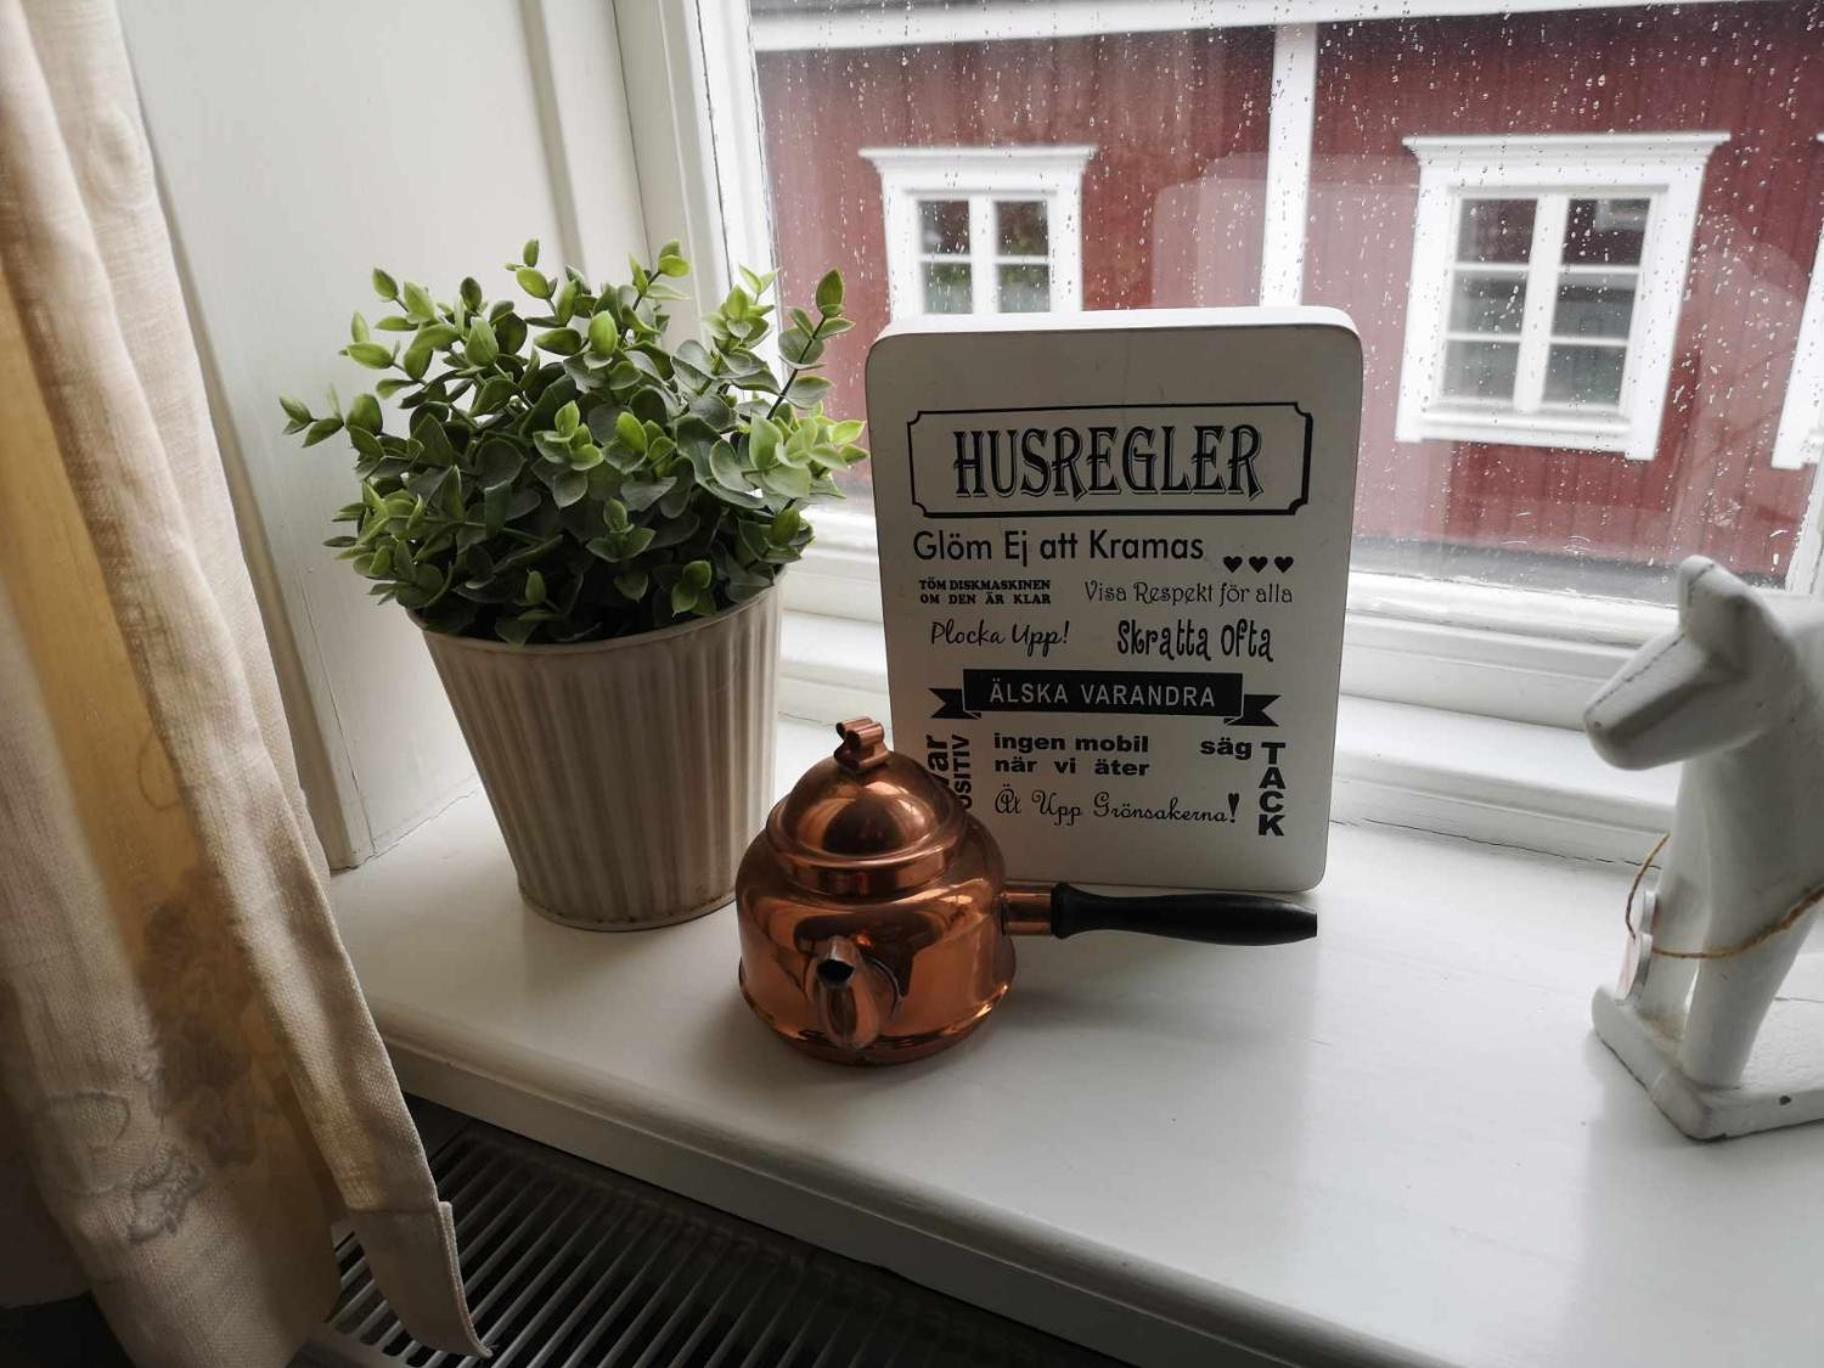 HUSREGLER
Glöm Ej att Kramas
TÖM DISKMASKINEN
OM DEN ÄR KLAR
Visa Respekt för alla
Plocka Upp!
Skratta Ofta
ÄLSKA VARANDRA
ingen mobil
när vi äter
säg
TACK
Ät Upp Grönsakerna!